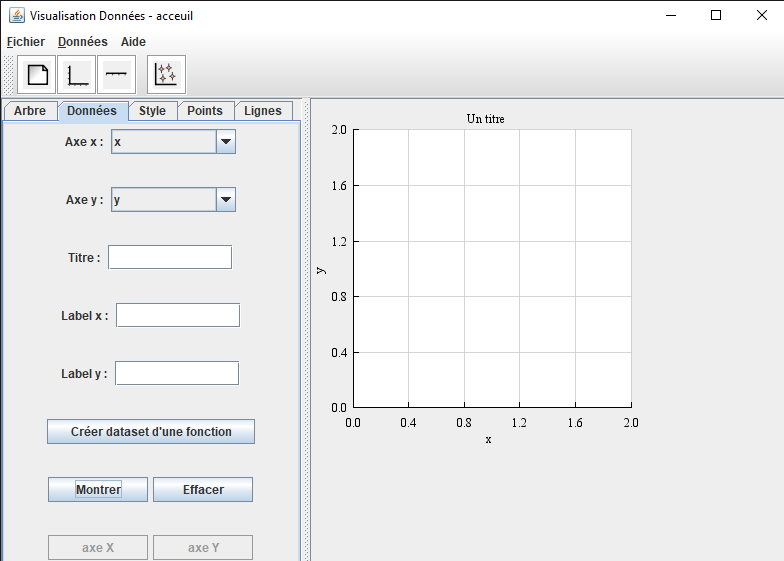 Visualisation Données - acceuil
Fichier Données Aide
Arbre Données Style Points Lignes
Axe x : x
Axe y : y
Titre :
Label x :
Label y :
Créer dataset d'une fonction
Montrer Effacer
axe X axe Y
Un titre
2.0
1.6
1.2
0.8
0.4
0.0
y
0.0 0.4 0.8 1.2 1.6 2.0
x